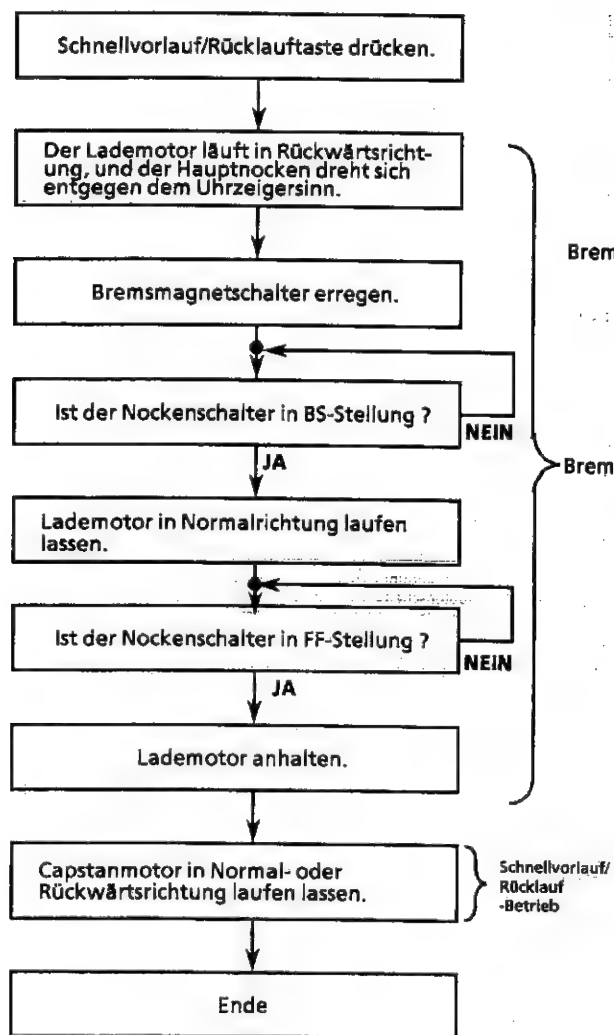 Schnellvorlauf/Rücklauftaste drücken.
Der Lademotor läuft in Rückwärtsricht-
ung, und der Hauptnocken dreht sich
entgegen dem Uhrzeigersinn.
Brem
Bremsmagnetschalter erregen.
Ist der Nockenschalter in BS-Stellung ?
NEIN
JA
Brem
Lademotor in Normalrichtung laufen
lassen.
Ist der Nockenschalter in FF-Stellung ?
NEIN
JA
Lademotor anhalten.
Capstanmotor in Normal- oder
Rückwärtsrichtung laufen lassen.
Schnellvorlauf/
Rücklauf
-Betrieb
Ende